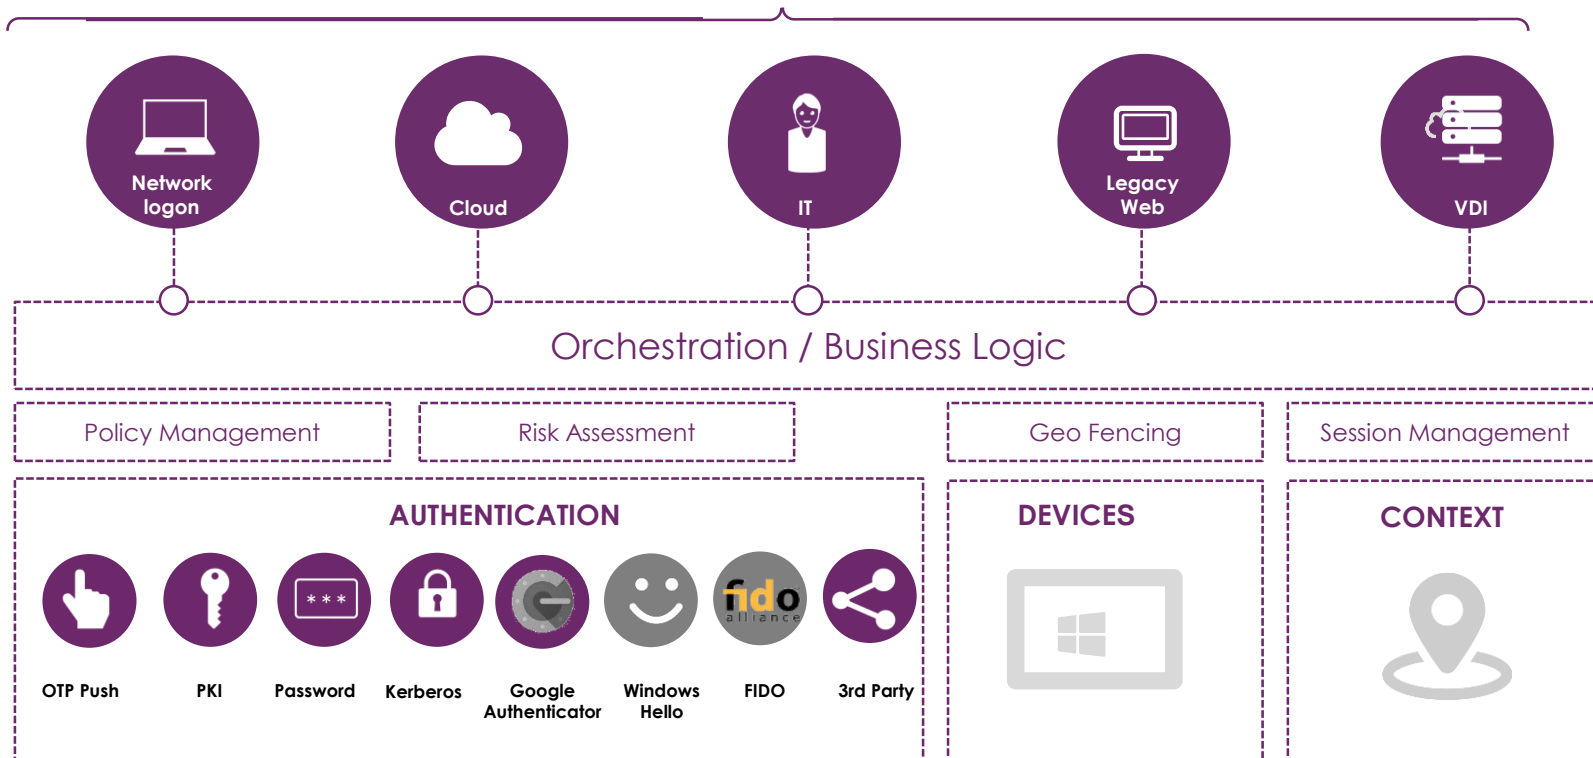 Network
logon
Cloud
IT
Legacy
Web
VDI
Orchestration / Business Logic
Policy Management
Risk Assessment
Geo Fencing
Session Management
AUTHENTICATION
DEVICES
CONTEXT
***
fido
alliance
OTP Push
PKI
Password
Kerberos
Google
Authenticator
Windows
Hello
FIDO
3rd Party